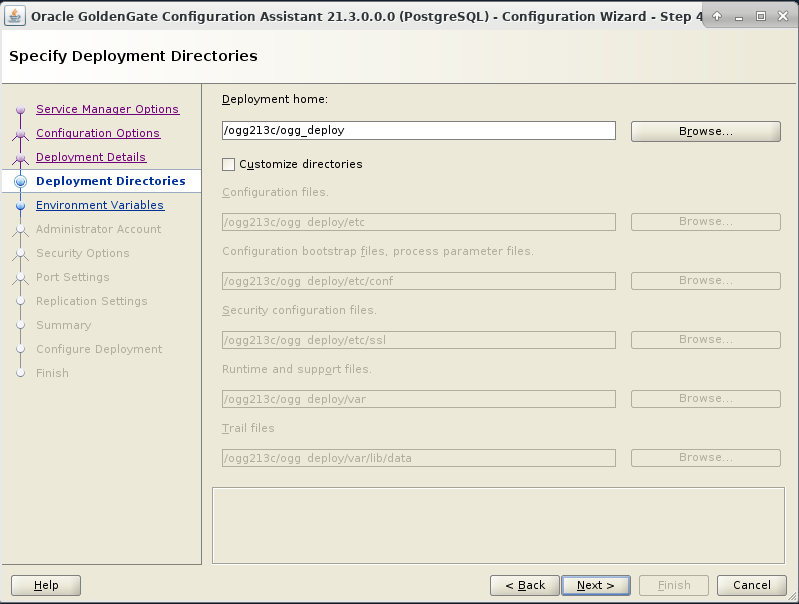 Oracle GoldenGate Configuration Assistant 21.3.0.0.0 (PostgreSQL) - Configuration Wizard - Step 4
Specify Deployment Directories
Service Manager Options
Configuration Options
Deployment Details
Deployment Directories
Environment Variables
Administrator Account
Security Options
Port Settings
Replication Settings
Summary
Configure Deployment
Finish
Deployment home:
/ogg213c/ogg_deploy Browse...
Customize directories
Configuration files.
/ogg213c/ogg_deploy/etc Browse...
Configuration bootstrap files, process parameter files.
/ogg213c/ogg_deploy/etc/conf Browse...
Security configuration files.
/ogg213c/ogg_deploy/etc/ssl Browse...
Runtime and support files.
/ogg213c/ogg_deploy/var Browse...
Trail files
/ogg213c/ogg_deploy/var/lib/data Browse...
Help < Back Next > Finish Cancel